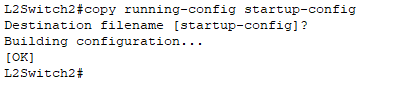 L2Switch2#copy running-config startup-config
Destination filename [startup-config]?
Building configuration...
[OK]
L2Switch2#